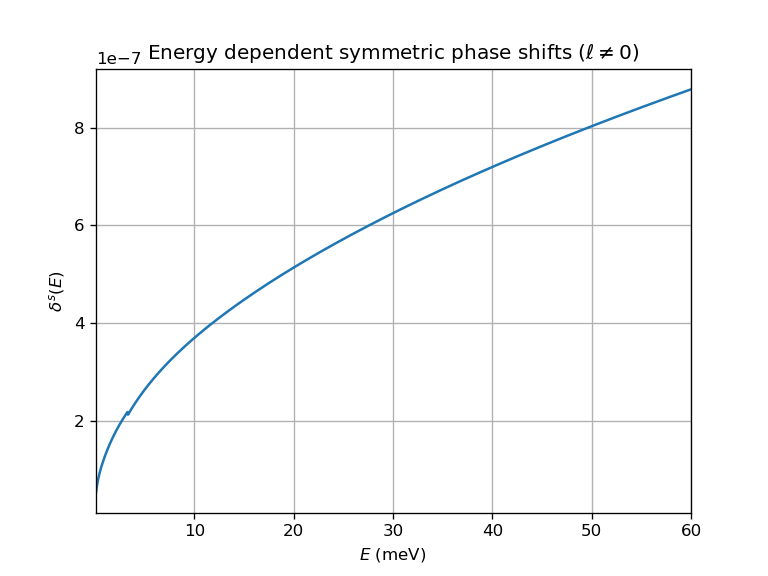 Energy dependent symmetric phase shifts (ℓ ≠ 0)
1e−7
8
6
4
2
δˢ(E)
10 20 30 40 50 60
E (meV)